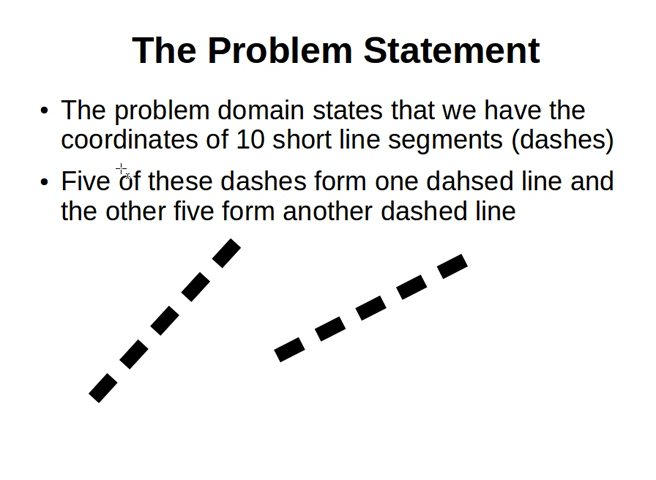 The Problem Statement
• The problem domain states that we have the
coordinates of 10 short line segments (dashes)
• Five of these dashes form one dahsed line and
the other five form another dashed line